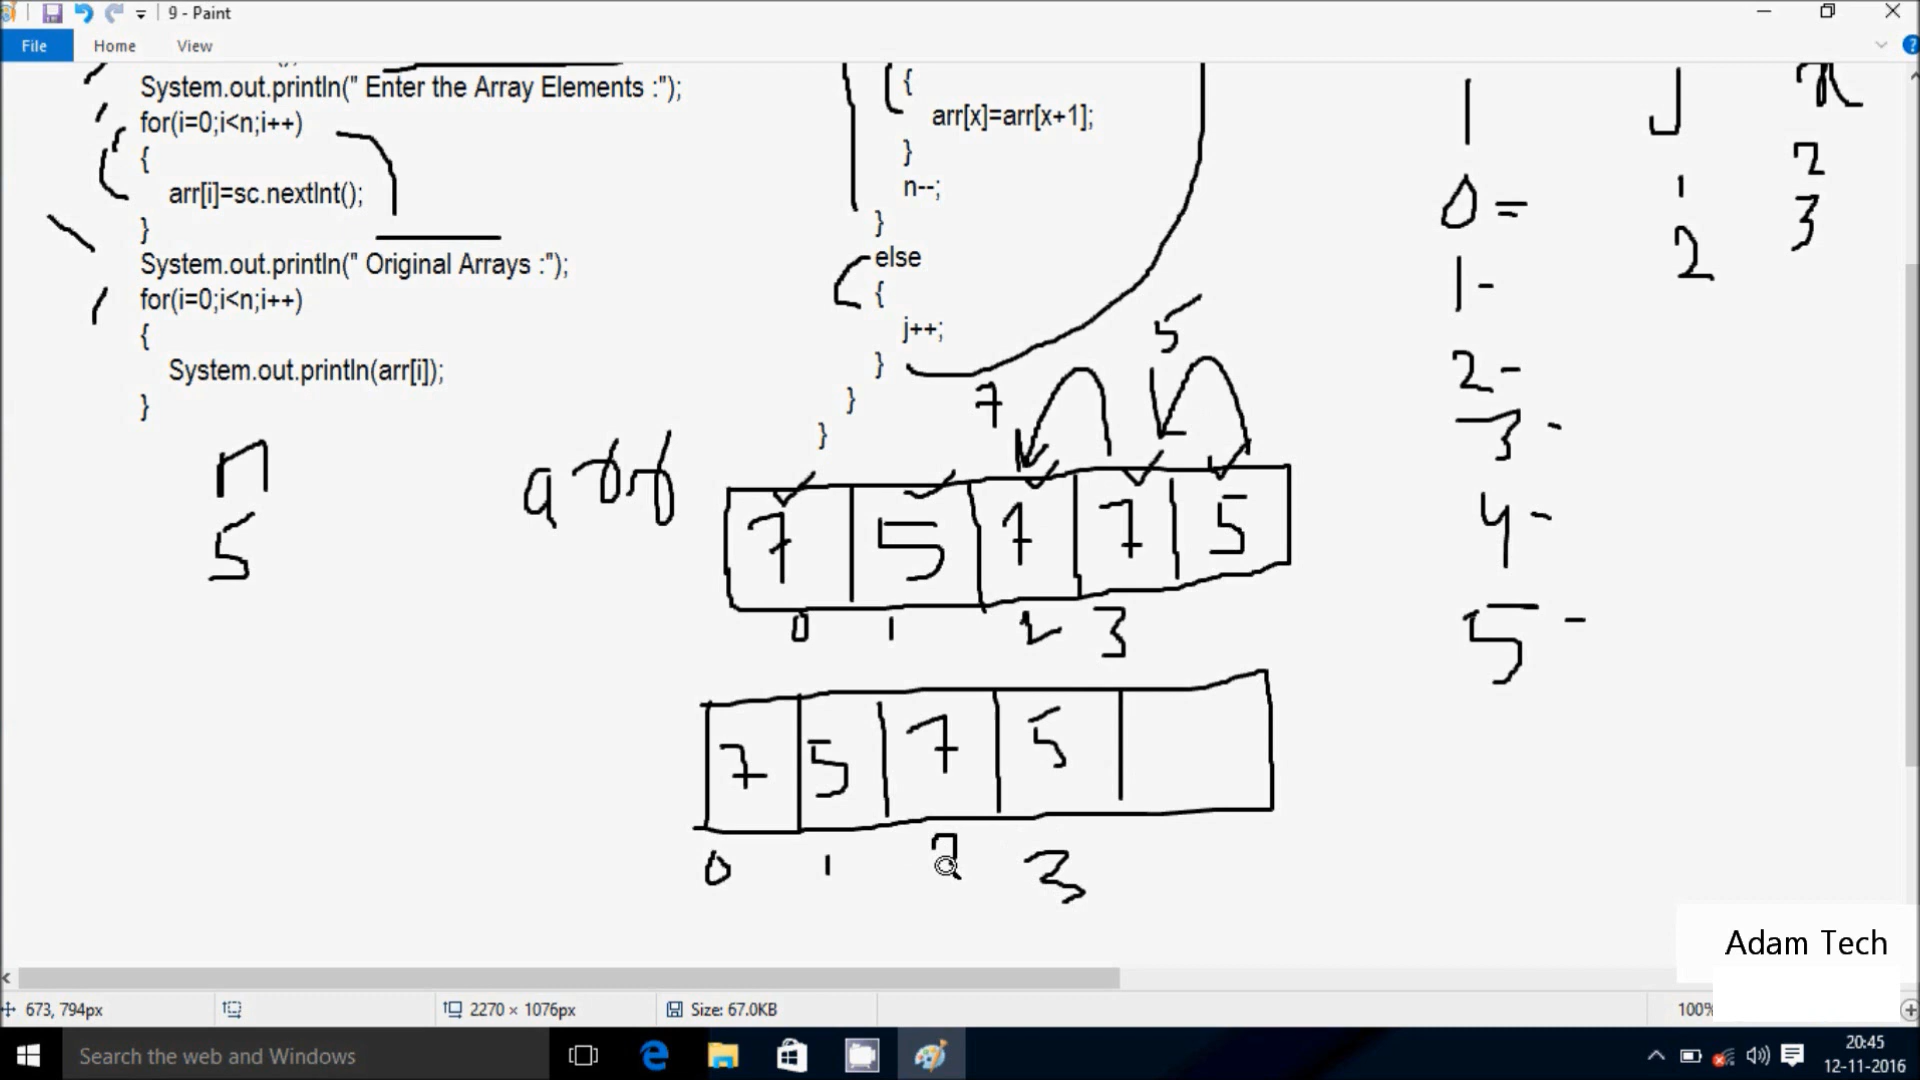 9 - Paint
File Home View
System.out.println(" Enter the Array Elements :");
for(i=0;i<n;i++)
{
arr[i]=sc.nextInt();
}
System.out.println(" Original Arrays :");
for(i=0;i<n;i++)
{
System.out.println(arr[i]);
}
{
arr[x]=arr[x+1];
}
n--;
}
else
{
j++;
}
}
}
n
5
arr
7 5
7 5 7 7 5
0 1 2 3
7 5 7 5
0 1 2 3
I J x
2
0 = 1 3
1 - 2
2 -
3 -
4 -
5 -
Adam Tech
673, 794px 2270 × 1076px Size: 67.0KB 100%
Search the web and Windows
20:45
12-11-2016